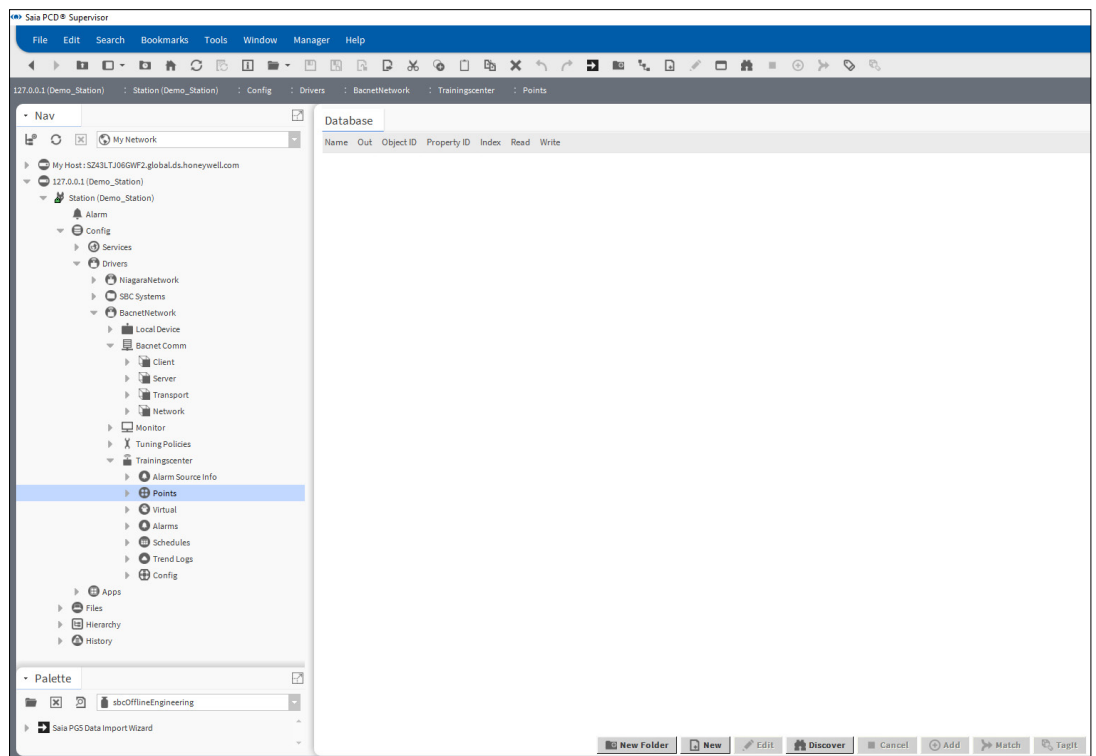 Saia PCD® Supervisor
File Edit Search Bookmarks Tools Window Manager Help
127.0.0.1 (Demo_Station) : Station (Demo_Station) : Config : Drivers : BacnetNetwork : Trainingscenter : Points
Nav
My Network
My Host : SZ43LTJ06GWF2.global.ds.honeywell.com
127.0.0.1 (Demo_Station)
Station (Demo_Station)
Alarm
Config
Services
Drivers
NiagaraNetwork
SBC Systems
BacnetNetwork
Local Device
Bacnet Comm
Client
Server
Transport
Network
Monitor
Tuning Policies
Trainingscenter
Alarm Source Info
Points
Virtual
Alarms
Schedules
Trend Logs
Config
Apps
Files
Hierarchy
History
Palette
sbcOfflineEngineering
Saia PG5 Data Import Wizard
Database
Name Out Object ID Property ID Index Read Write
New Folder New Edit Discover Cancel Add Match TagIt